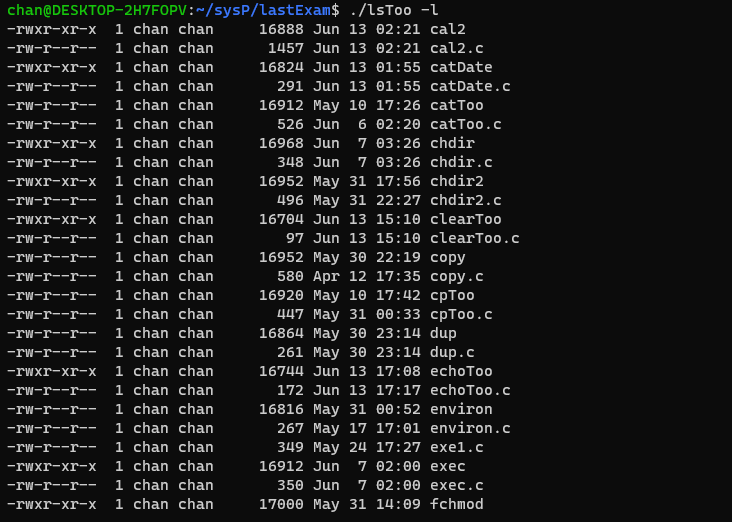 chan@DESKTOP-2H7FOPV:~/sysP/lastExam$ ./lsToo -l
-rwxr-xr-x  1 chan chan     16888 Jun 13 02:21 cal2
-rw-r--r--  1 chan chan      1457 Jun 13 02:21 cal2.c
-rwxr-xr-x  1 chan chan     16824 Jun 13 01:55 catDate
-rw-r--r--  1 chan chan       291 Jun 13 01:55 catDate.c
-rw-r--r--  1 chan chan     16912 May 10 17:26 catToo
-rw-r--r--  1 chan chan       526 Jun  6 02:20 catToo.c
-rwxr-xr-x  1 chan chan     16968 Jun  7 03:26 chdir
-rw-r--r--  1 chan chan       348 Jun  7 03:26 chdir.c
-rwxr-xr-x  1 chan chan     16952 May 31 17:56 chdir2
-rw-r--r--  1 chan chan       496 May 31 22:27 chdir2.c
-rwxr-xr-x  1 chan chan     16704 Jun 13 15:10 clearToo
-rw-r--r--  1 chan chan        97 Jun 13 15:10 clearToo.c
-rw-r--r--  1 chan chan     16952 May 30 22:19 copy
-rw-r--r--  1 chan chan       580 Apr 12 17:35 copy.c
-rw-r--r--  1 chan chan     16920 May 10 17:42 cpToo
-rw-r--r--  1 chan chan       447 May 31 00:33 cpToo.c
-rw-r--r--  1 chan chan     16864 May 30 23:14 dup
-rw-r--r--  1 chan chan       261 May 30 23:14 dup.c
-rwxr-xr-x  1 chan chan     16744 Jun 13 17:08 echoToo
-rw-r--r--  1 chan chan       172 Jun 13 17:17 echoToo.c
-rw-r--r--  1 chan chan     16816 May 31 00:52 environ
-rw-r--r--  1 chan chan       267 May 17 17:01 environ.c
-rw-r--r--  1 chan chan       349 May 24 17:27 exe1.c
-rwxr-xr-x  1 chan chan     16912 Jun  7 02:00 exec
-rw-r--r--  1 chan chan       350 Jun  7 02:00 exec.c
-rwxr-xr-x  1 chan chan     17000 May 31 14:09 fchmod